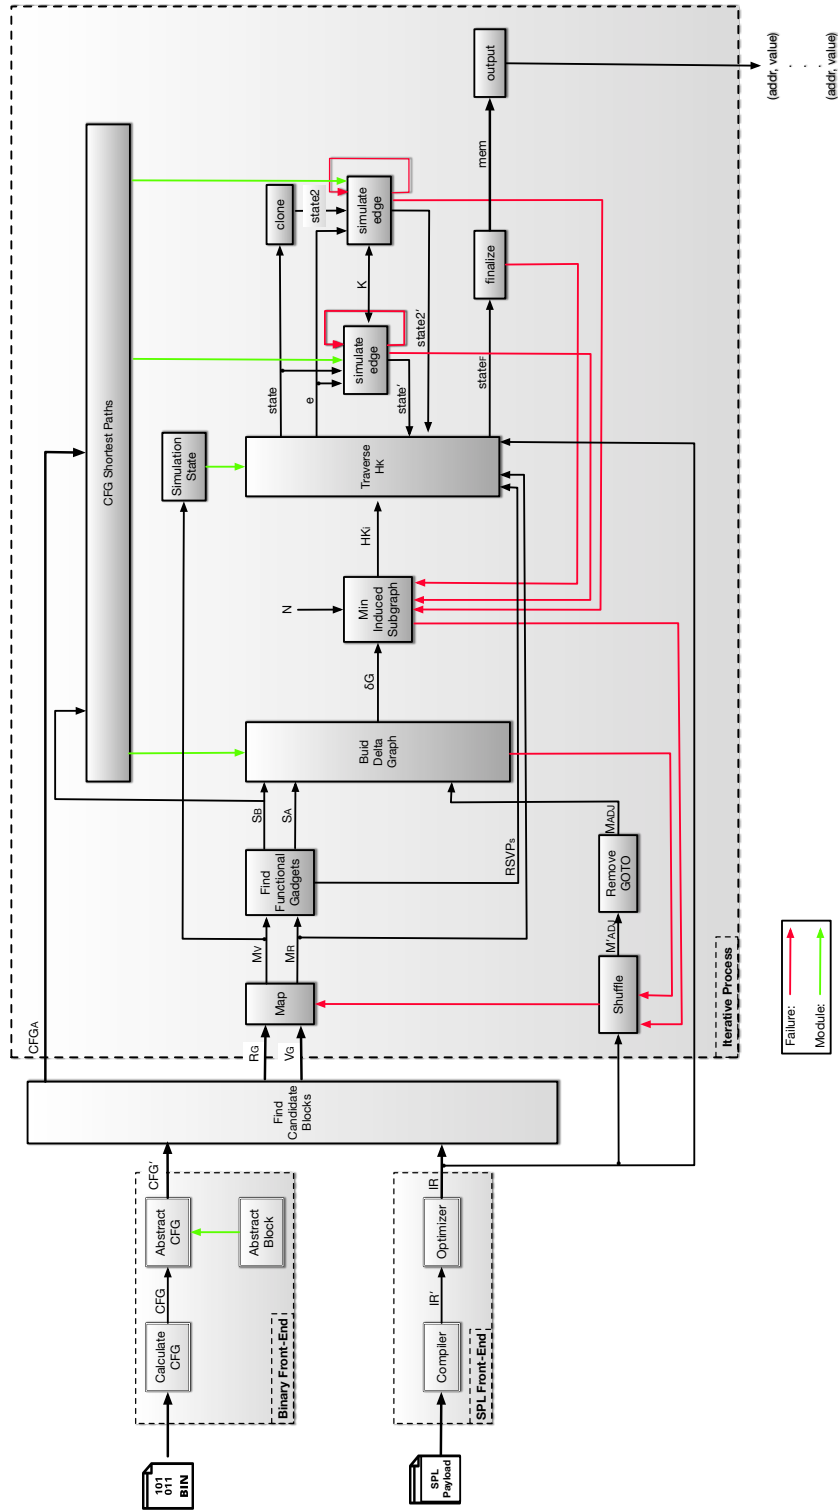 101
011
BIN
Calculate
CFG
CFG
Abstract
CFG
Abstract
Block
CFG'
Binary Front-End
SPL
Payload
Compiler
IR'
Optimizer
IR
SPL Front-End
Find
Candidate
Blocks
CFGA
RG
VG
Map
MV
MR
Find
Functional
Gadgets
SB
SA
RSVPs
Shuffle
M'ADJ
Remove
GOTO
MADJ
Iterative Process
CFG Shortest Paths
Buid
Delta
Graph
δG
N
Min
Induced
Subgraph
HKi
Simulation
State
Traverse
HK
state
e
simulate
edge
state'
K
clone
state2
simulate
edge
state2'
stateF
finalize
mem
output
(addr, value)
.
.
(addr, value)
Failure:
Module: